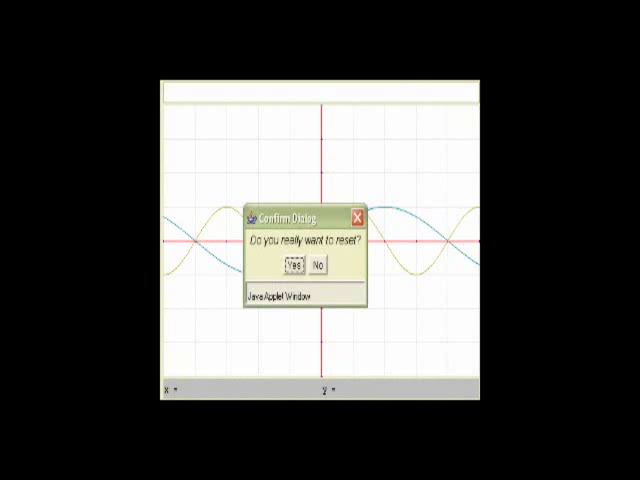 Confirm Dialog
Do you really want to reset?
Yes No
Java Applet Window
x = y =